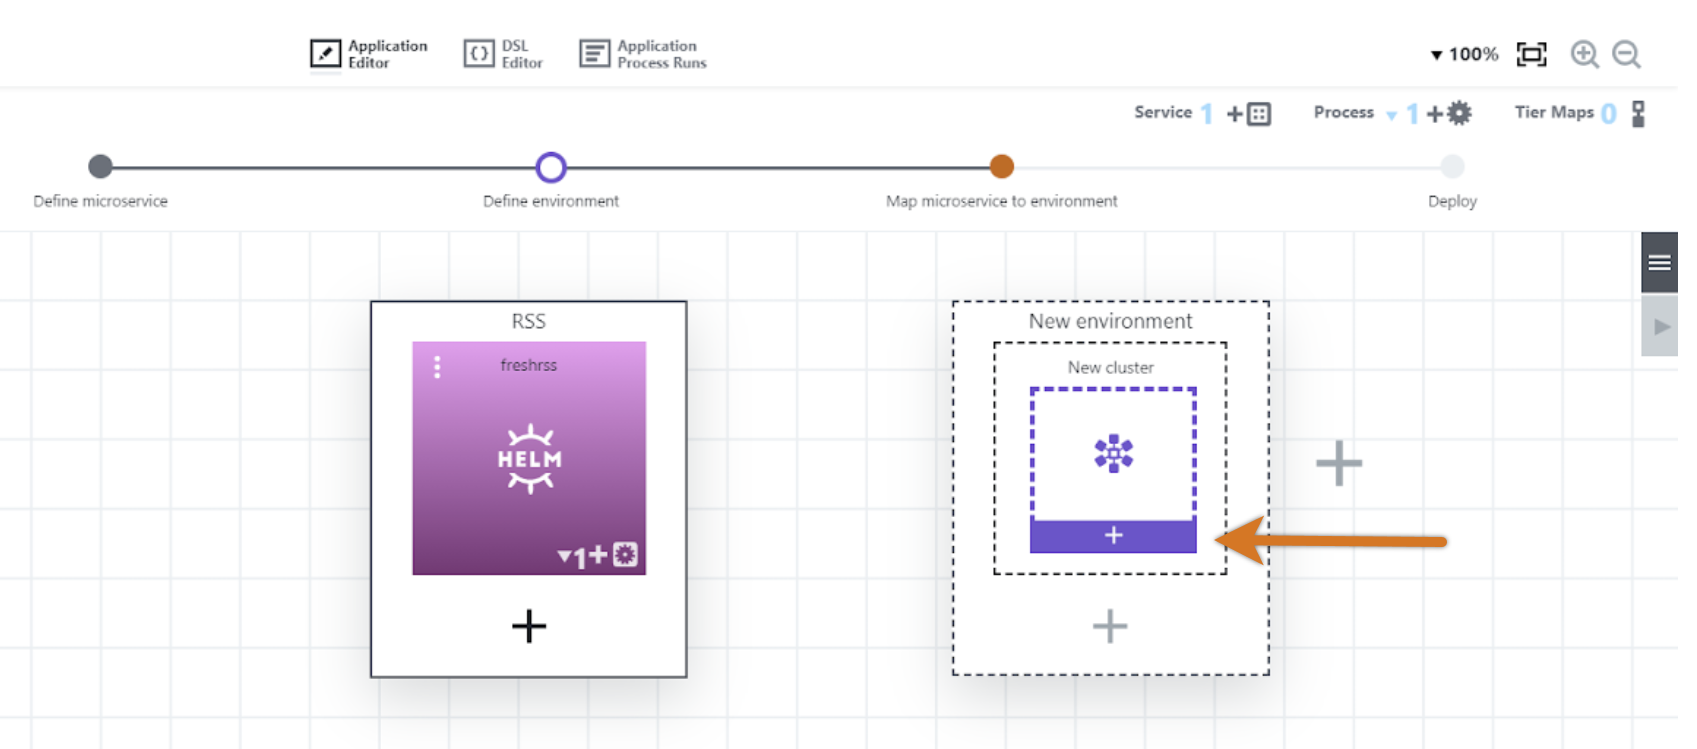 Application
Editor
DSL
Editor
Application
Process Runs
100%
Service 1
Process 1
Tier Maps 0
Define microservice
Define environment
Map microservice to environment
Deploy
RSS
freshrss
HELM
1
New environment
New cluster